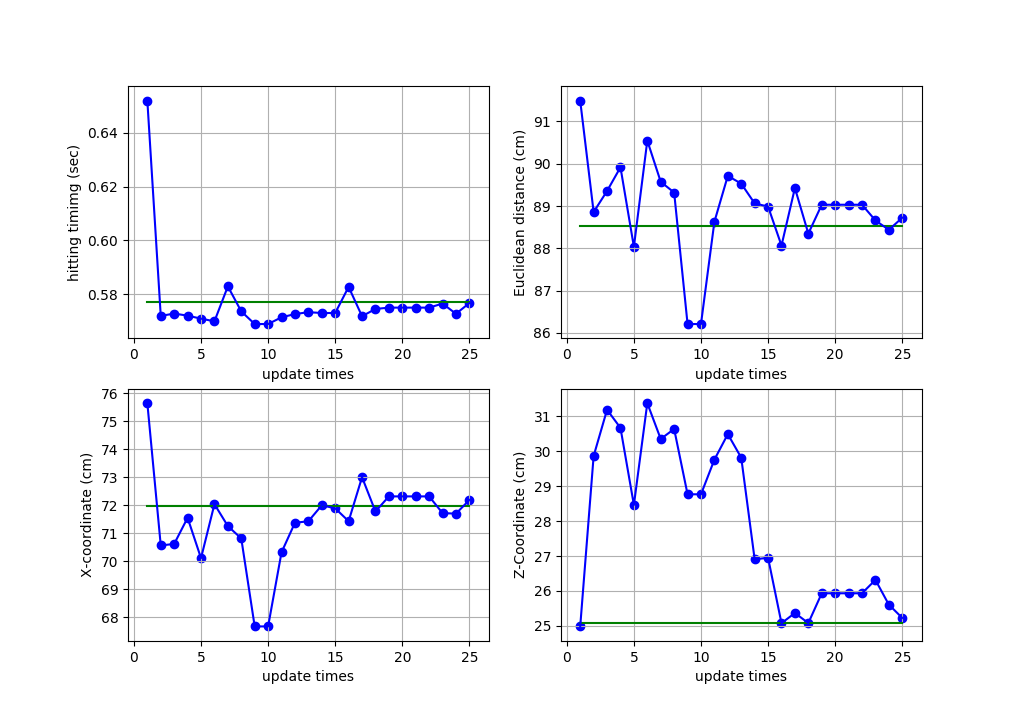 hitting timimg (sec)
0.64
0.62
0.60
0.58
0 5 10 15 20 25
update times
Euclidean distance (cm)
91
90
89
88
87
86
0 5 10 15 20 25
update times
X-coordinate (cm)
76
75
74
73
72
71
70
69
68
0 5 10 15 20 25
update times
Z-Coordinate (cm)
31
30
29
28
27
26
25
0 5 10 15 20 25
update times